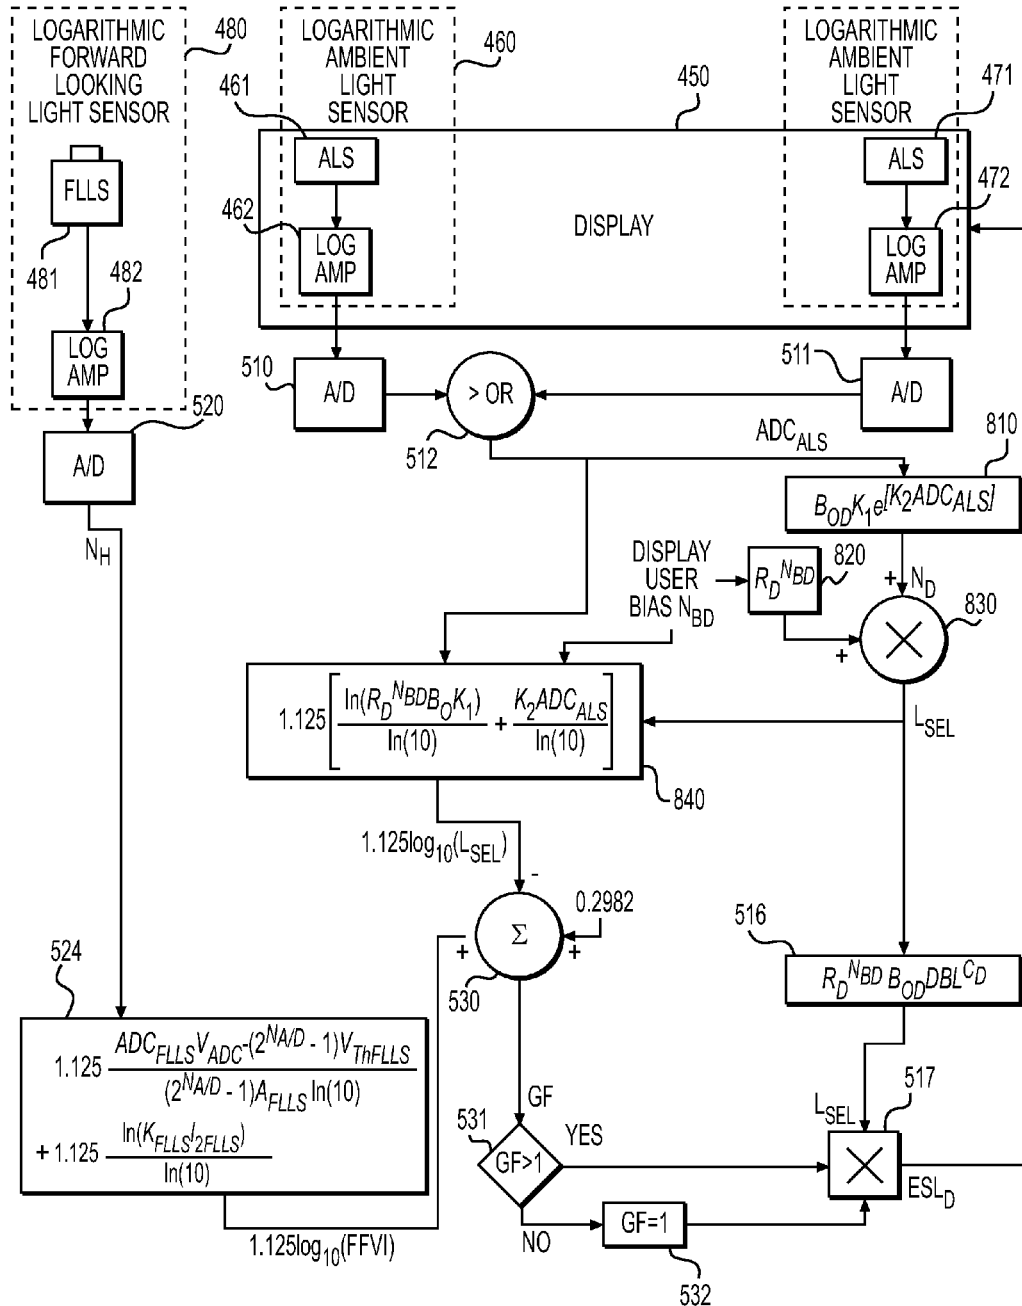 LOGARITHMIC
FORWARD
LOOKING
LIGHT SENSOR
480
LOGARITHMIC
AMBIENT
LIGHT
SENSOR
460
461
450
LOGARITHMIC
AMBIENT
LIGHT
SENSOR
471
FLLS
481
482
LOG
AMP
ALS
462
LOG
AMP
DISPLAY
ALS
472
LOG
AMP
510
A/D
> OR
512
511
A/D
520
A/D
N_H
ADC_ALS
810
B_OD K_1 e^[K_2 ADC_ALS]
DISPLAY
USER
BIAS N_BD
820
R_D^N_BD
+ N_D
830
+
1.125 [ ln(R_D^N_BD B_O K_1) / ln(10) + K_2 ADC_ALS / ln(10) ]
840
L_SEL
1.125log_10(L_SEL)
-
0.2982
Σ
+
+
530
516
R_D^N_BD B_OD DBL^C_D
524
1.125 ADC_FLLS V_ADC-(2^N_A/D - 1)V_ThFLLS / (2^N_A/D - 1)A_FLLS ln(10)
+ 1.125 ln(K_FLLS I_2FLLS) / ln(10)
1.125log_10(FFVI)
GF
531
GF>1
YES
NO
GF=1
532
L_SEL
517
ESL_D